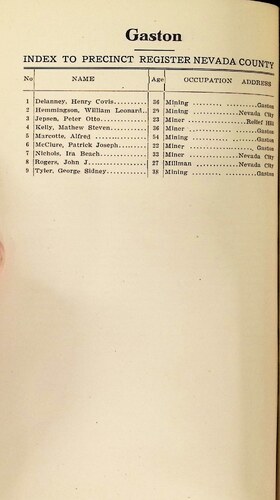 Gaston
INDEX TO PRECINCT REGISTER NEVADA COUNTY
No NAME Age OCCUPATION ADDRESS
1 Delanney, Henry Covis.......... 36 Mining .................Gaston
2 Hemmingson, William Leonard.. 29 Mining ............Nevada City
3 Jepsen, Peter Otto............. 23 Miner ..............Relief Hill
4 Kelly, Mathew Steven.......... 36 Miner ..................Gaston
5 Marcotte, Alfred .............. 54 Mining .................Gaston
6 McClure, Patrick Joseph....... 22 Miner ..................Gaston
7 Nichols, Ira Beach............. 33 Miner .............Nevada City
8 Rogers, John J................. 27 Millman ...........Nevada City
9 Tyler, George Sidney........... 38 Mining .................Gaston